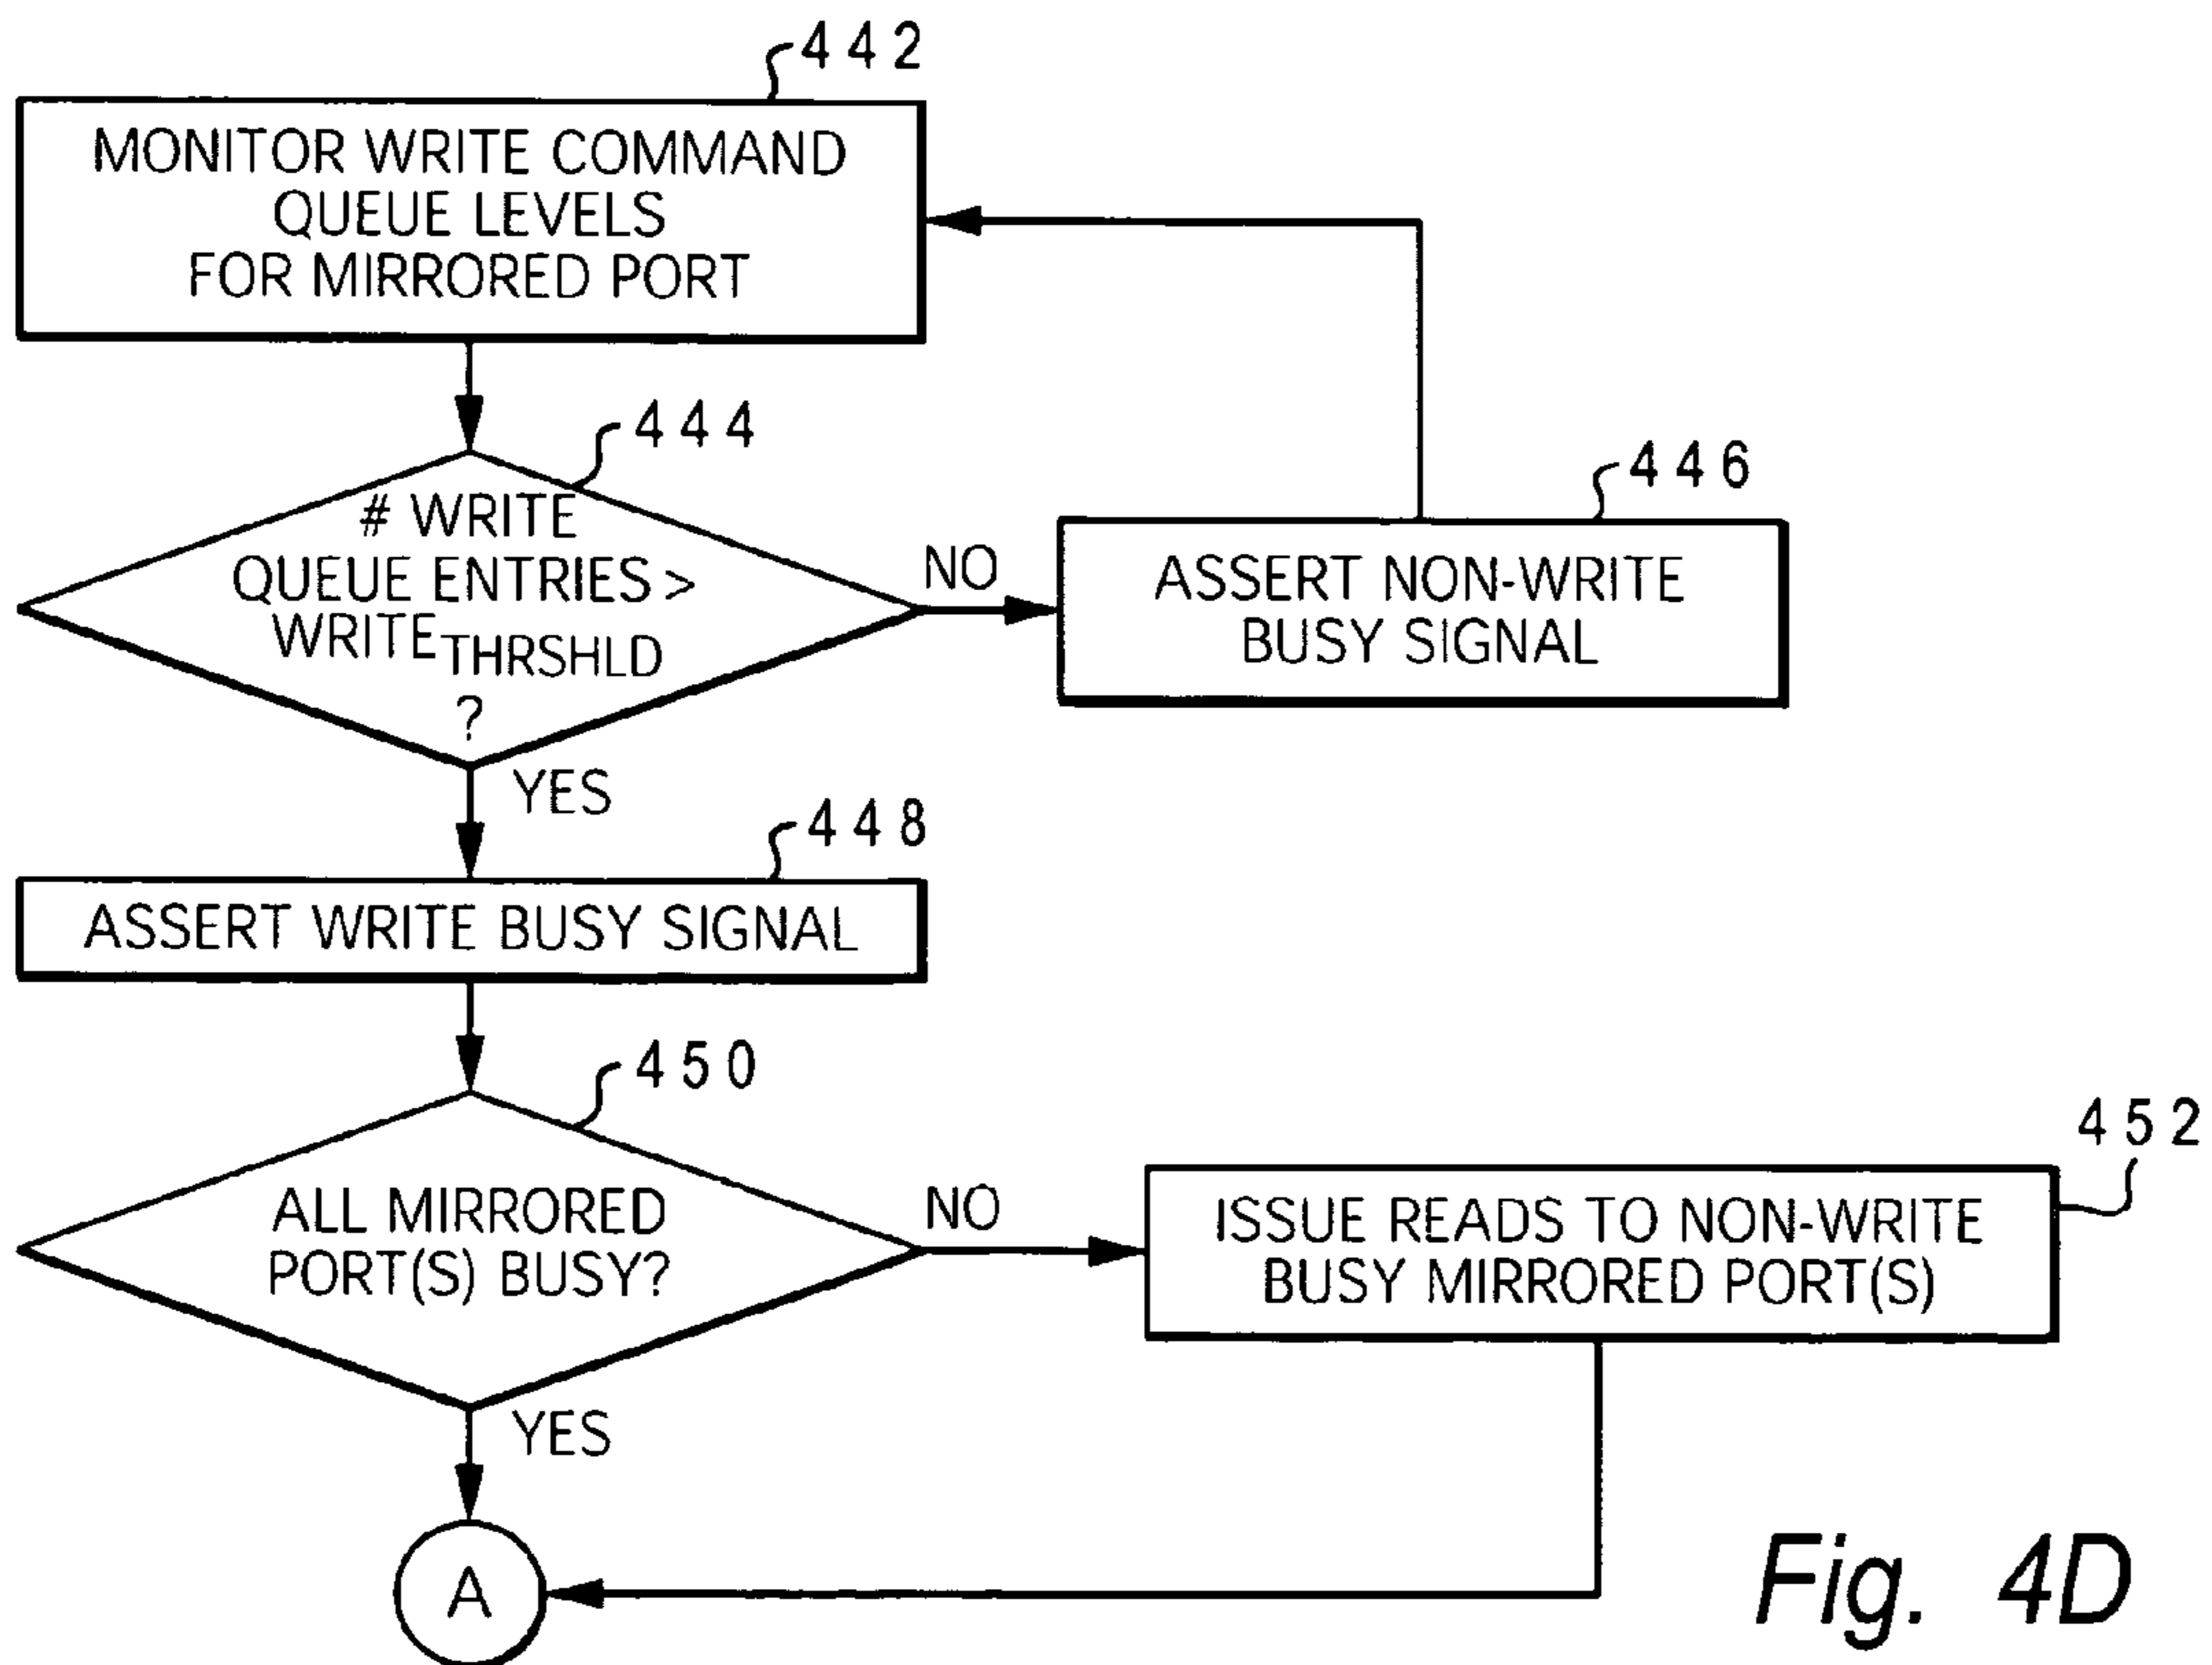 442
MONITOR WRITE COMMAND
QUEUE LEVELS
FOR MIRRORED PORT
444
# WRITE
QUEUE ENTRIES >
WRITE THRSHLD
?
NO
446
ASSERT NON-WRITE
BUSY SIGNAL
YES
448
ASSERT WRITE BUSY SIGNAL
450
ALL MIRRORED
PORT(S) BUSY?
NO
452
ISSUE READS TO NON-WRITE
BUSY MIRRORED PORT(S)
YES
A
Fig. 4D